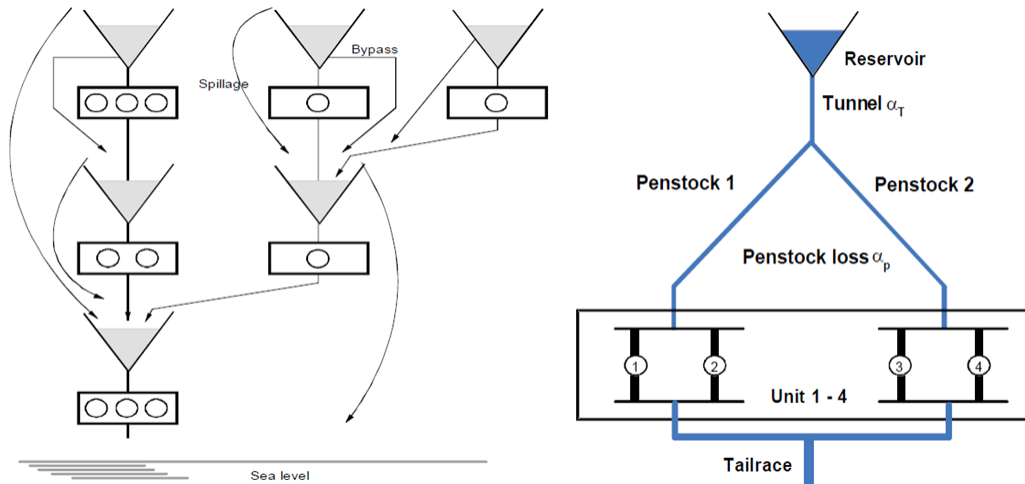 Bypass
Spillage
Sea level
Reservoir
Tunnel αT
Penstock 1
Penstock 2
Penstock loss αp
1
2
3
4
Unit 1 - 4
Tailrace